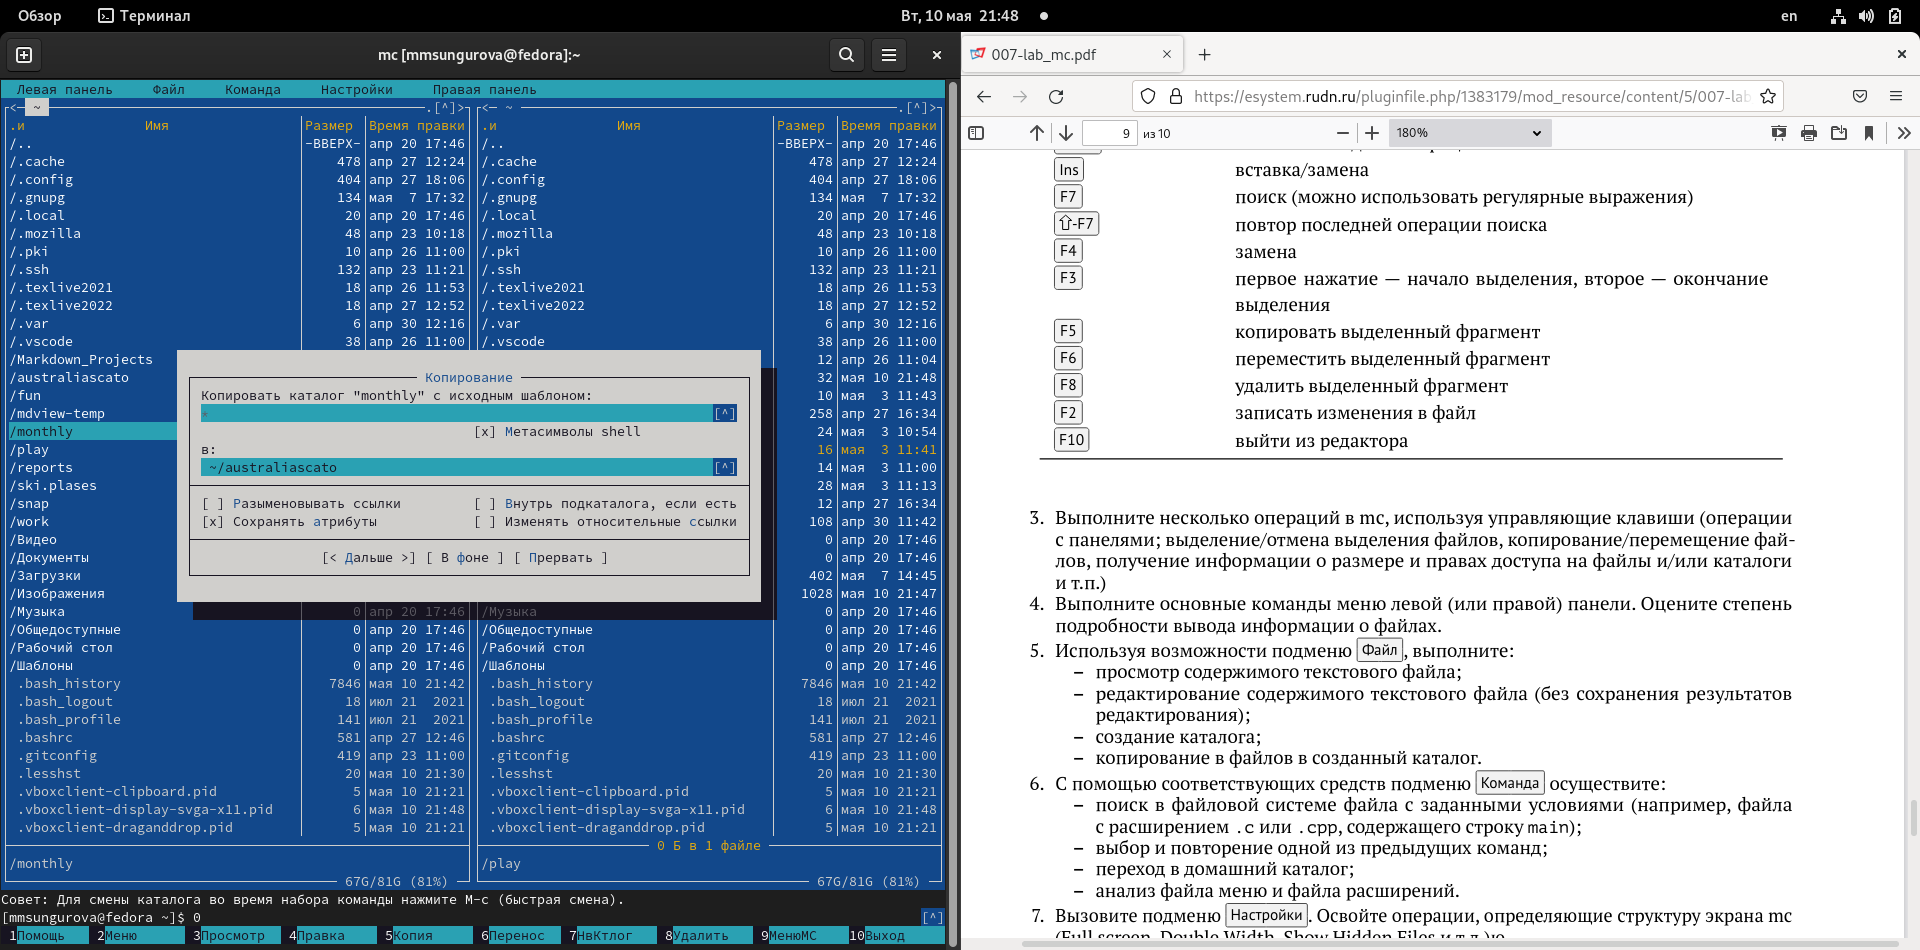 Обзор Терминал Вт, 10 мая 21:48 en
mc [mmsungurova@fedora]:~
Левая панель Файл Команда Настройки Правая панель
<─ ~ .[^]> <─ ~ .[^]>
.и Имя Размер Время правки .и Имя Размер Время правки
/.. -ВВЕРХ- апр 20 17:46 /.. -ВВЕРХ- апр 20 17:46
/.cache 478 апр 27 12:24 /.cache 478 апр 27 12:24
/.config 404 апр 27 18:06 /.config 404 апр 27 18:06
/.gnupg 134 мая 7 17:32 /.gnupg 134 мая 7 17:32
/.local 20 апр 20 17:46 /.local 20 апр 20 17:46
/.mozilla 48 апр 23 10:18 /.mozilla 48 апр 23 10:18
/.pki 10 апр 26 11:00 /.pki 10 апр 26 11:00
/.ssh 132 апр 23 11:21 /.ssh 132 апр 23 11:21
/.texlive2021 18 апр 26 11:53 /.texlive2021 18 апр 26 11:53
/.texlive2022 18 апр 27 12:52 /.texlive2022 18 апр 27 12:52
/.var 6 апр 30 12:16 /.var 6 апр 30 12:16
/.vscode 38 апр 26 11:00 /.vscode 38 апр 26 11:00
/Markdown_Projects 12 апр 26 11:04
/australiascato 32 мая 10 21:48
/fun 10 мая 3 11:43
/mdview-temp 258 апр 27 16:34
/monthly 24 мая 3 10:54
/play 16 мая 3 11:41
/reports 14 мая 3 11:00
/ski.plases 28 мая 3 11:13
/snap 12 апр 27 16:34
/work 108 апр 30 11:42
/Видео 0 апр 20 17:46
/Документы 0 апр 20 17:46
/Загрузки 402 мая 7 14:45
/Изображения 1028 мая 10 21:47
/Музыка 0 апр 20 17:46 /Музыка 0 апр 20 17:46
/Общедоступные 0 апр 20 17:46 /Общедоступные 0 апр 20 17:46
/Рабочий стол 0 апр 20 17:46 /Рабочий стол 0 апр 20 17:46
/Шаблоны 0 апр 20 17:46 /Шаблоны 0 апр 20 17:46
.bash_history 7846 мая 10 21:42 .bash_history 7846 мая 10 21:42
.bash_logout 18 июл 21 2021 .bash_logout 18 июл 21 2021
.bash_profile 141 июл 21 2021 .bash_profile 141 июл 21 2021
.bashrc 581 апр 27 12:46 .bashrc 581 апр 27 12:46
.gitconfig 419 апр 23 11:00 .gitconfig 419 апр 23 11:00
.lesshst 20 мая 10 21:30 .lesshst 20 мая 10 21:30
.vboxclient-clipboard.pid 5 мая 10 21:21 .vboxclient-clipboard.pid 5 мая 10 21:21
.vboxclient-display-svga-x11.pid 6 мая 10 21:48 .vboxclient-display-svga-x11.pid 6 мая 10 21:48
.vboxclient-draganddrop.pid 5 мая 10 21:21 .vboxclient-draganddrop.pid 5 мая 10 21:21
0 Б в 1 файле
/monthly /play
67G/81G (81%) 67G/81G (81%)
Совет: Для смены каталога во время набора команды нажмите M-c (быстрая смена).
[mmsungurova@fedora ~]$ 0 [^]
1Помощь 2Меню 3Просмотр 4Правка 5Копия 6Перенос 7НвКтлог 8Удалить 9МенюMC 10Выход
Копирование
Копировать каталог "monthly" с исходным шаблоном:
* [^]
[x] Метасимволы shell
в:
~/australiascato [^]
[ ] Разыменовывать ссылки [ ] Внутрь подкаталога, если есть
[x] Сохранять атрибуты [ ] Изменять относительные ссылки
[< Дальше >] [ В фоне ] [ Прервать ]
007-lab_mc.pdf
https://esystem.rudn.ru/pluginfile.php/1383179/mod_resource/content/5/007-lab
9 из 10 180%
Ins вставка/замена
F7 поиск (можно использовать регулярные выражения)
⇧-F7 повтор последней операции поиска
F4 замена
F3 первое нажатие — начало выделения, второе — окончание
выделения
F5 копировать выделенный фрагмент
F6 переместить выделенный фрагмент
F8 удалить выделенный фрагмент
F2 записать изменения в файл
F10 выйти из редактора
3. Выполните несколько операций в mc, используя управляющие клавиши (операции
с панелями; выделение/отмена выделения файлов, копирование/перемещение фай-
лов, получение информации о размере и правах доступа на файлы и/или каталоги
и т.п.)
4. Выполните основные команды меню левой (или правой) панели. Оцените степень
подробности вывода информации о файлах.
5. Используя возможности подменю Файл, выполните:
– просмотр содержимого текстового файла;
– редактирование содержимого текстового файла (без сохранения результатов
редактирования);
– создание каталога;
– копирование в файлов в созданный каталог.
6. С помощью соответствующих средств подменю Команда осуществите:
– поиск в файловой системе файла с заданными условиями (например, файла
с расширением .c или .cpp, содержащего строку main);
– выбор и повторение одной из предыдущих команд;
– переход в домашний каталог;
– анализ файла меню и файла расширений.
7. Вызовите подменю Настройки. Освойте операции, определяющие структуру экрана mc
(Full screen, Double Width, Show Hidden Files и т.д.)ю